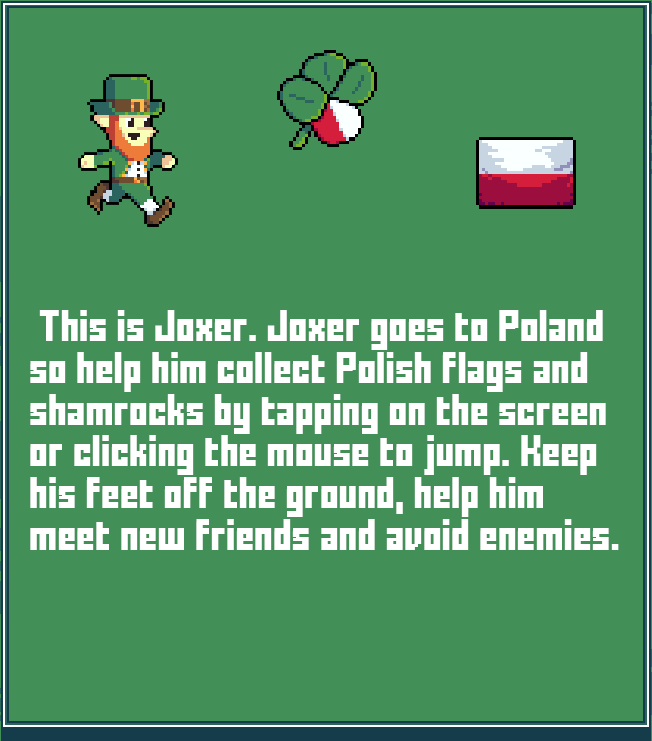 This is Joxer. Joxer goes to Poland
so help him collect Polish flags and
shamrocks by tapping on the screen
or clicking the mouse to jump. Keep
his feet off the ground, help him
meet new friends and avoid enemies.